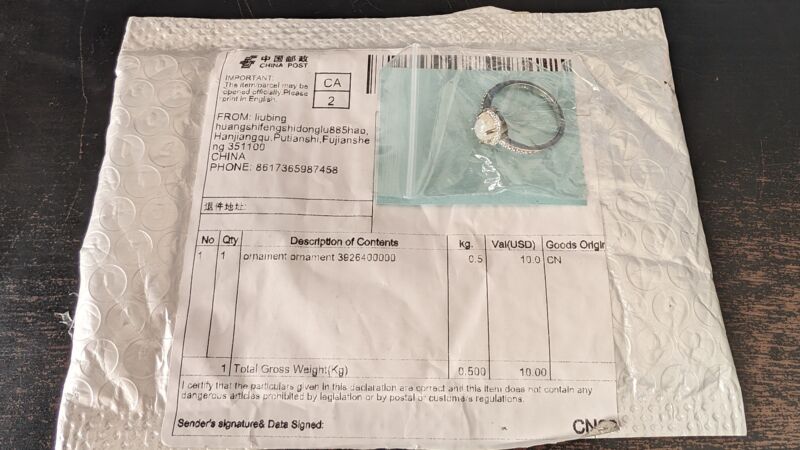 中国邮政
CHINA POST
IMPORTANT:
The item/parcel may be
opened officially.Please
print in English.
CA
2
FROM: liubing
huangshifengshidonglu885hao,
Hanjiangqu,Putianshi,Fujianshe
ng 351100
CHINA
PHONE: 8617365987458
退件地址:
No Qty Description of Contents kg. Val(USD) Goods Origin
1 1 ornament ornament 3926400000 0.5 10.0 CN
1 Total Gross Weight(Kg) 0.500 10.00
I certify that the particulars given in this declaration are correct and this item does not contain any
dangerous articles prohibited by legislation or by postal or customers regulations.
Sender's signature& Data Signed: